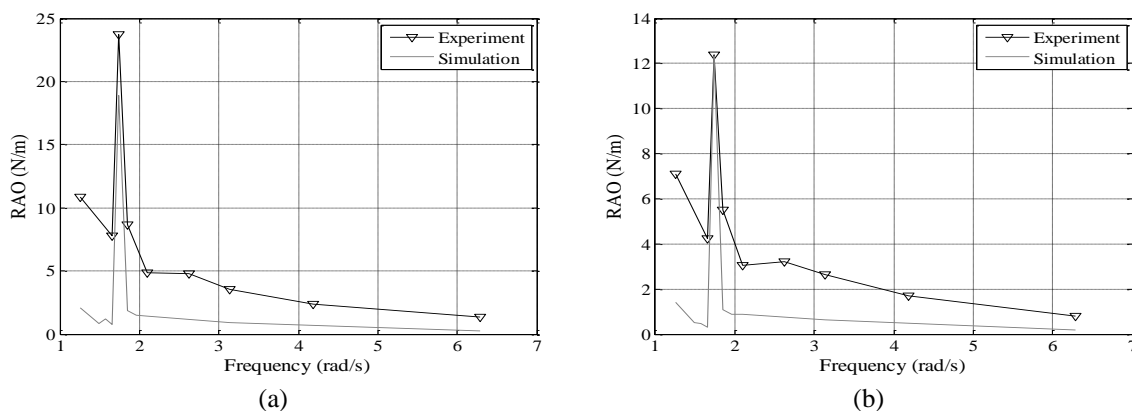 25
20
15
10
5
0
RAO (N/m)
Experiment
Simulation
1 2 3 4 5 6 7
Frequency (rad/s)
(a)
14
12
10
8
6
4
2
0
RAO (N/m)
Experiment
Simulation
1 2 3 4 5 6 7
Frequency (rad/s)
(b)